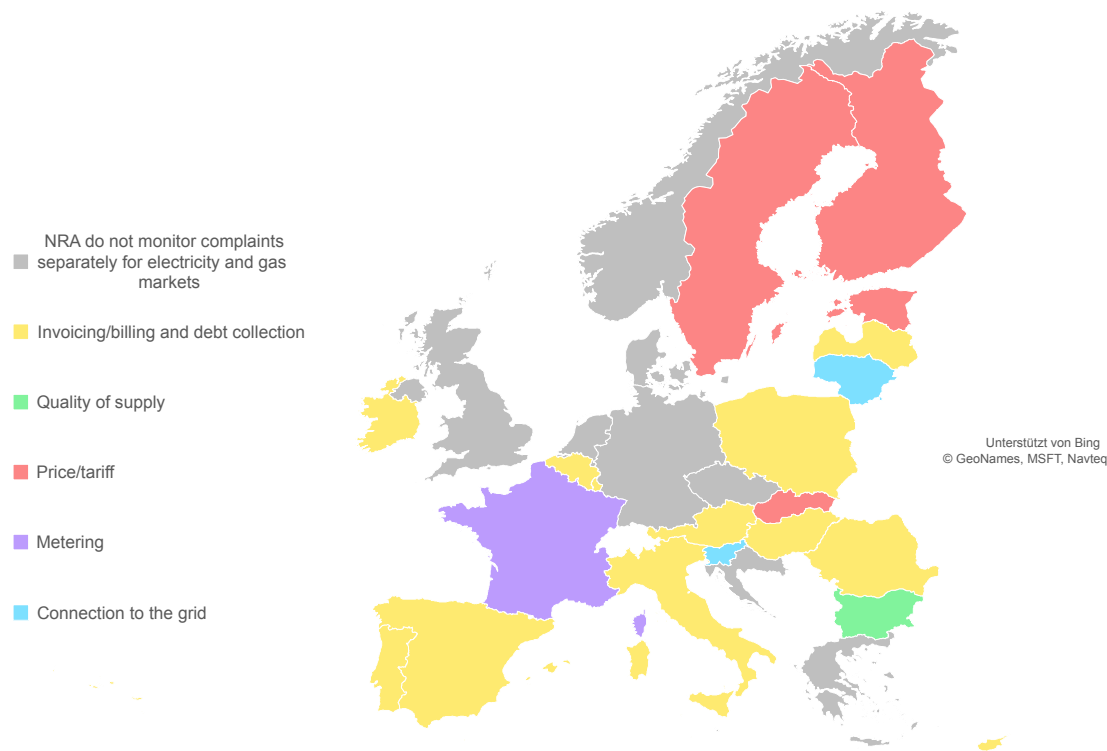 NRA do not monitor complaints
separately for electricity and gas
markets
Invoicing/billing and debt collection
Quality of supply
Price/tariff
Metering
Connection to the grid
Unterstützt von Bing
© GeoNames, MSFT, Navteq